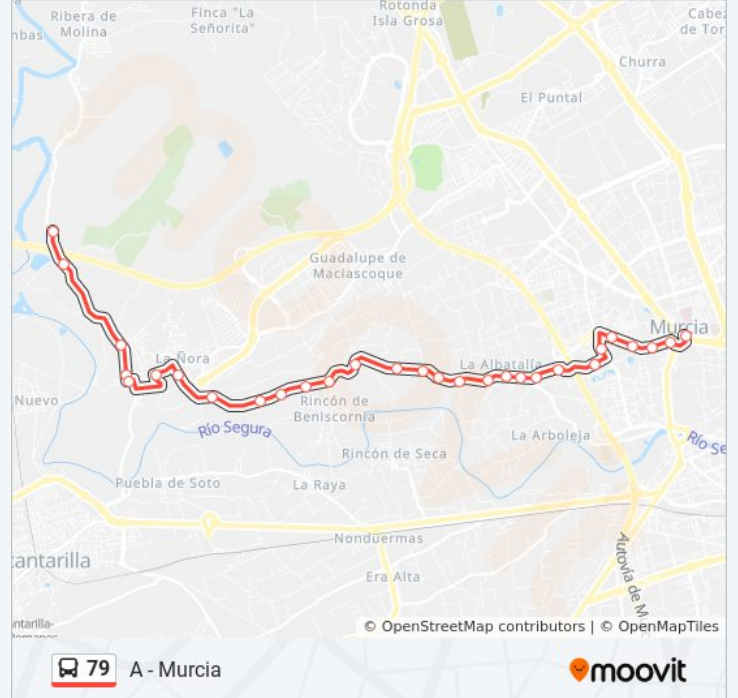 Ribera de
Molina
Finca "La
Señorita"
Rotonda
Isla Grosa
Cabez
de Tor
nbas
Churra
El Puntal
Guadalupe de
Maciascoque
Murcia
La Ñora
La Albatalía
Nuevo
Rincón de
Beniscornia
Río Segura
La Arboleja
Río Se
Rincón de Seca
Puebla de Soto
La Raya
Nonduermas
cantarilla
Era Alta
Autovía de M
ntarilla-
© OpenStreetMap contributors | © OpenMapTiles
79 A - Murcia
moovit